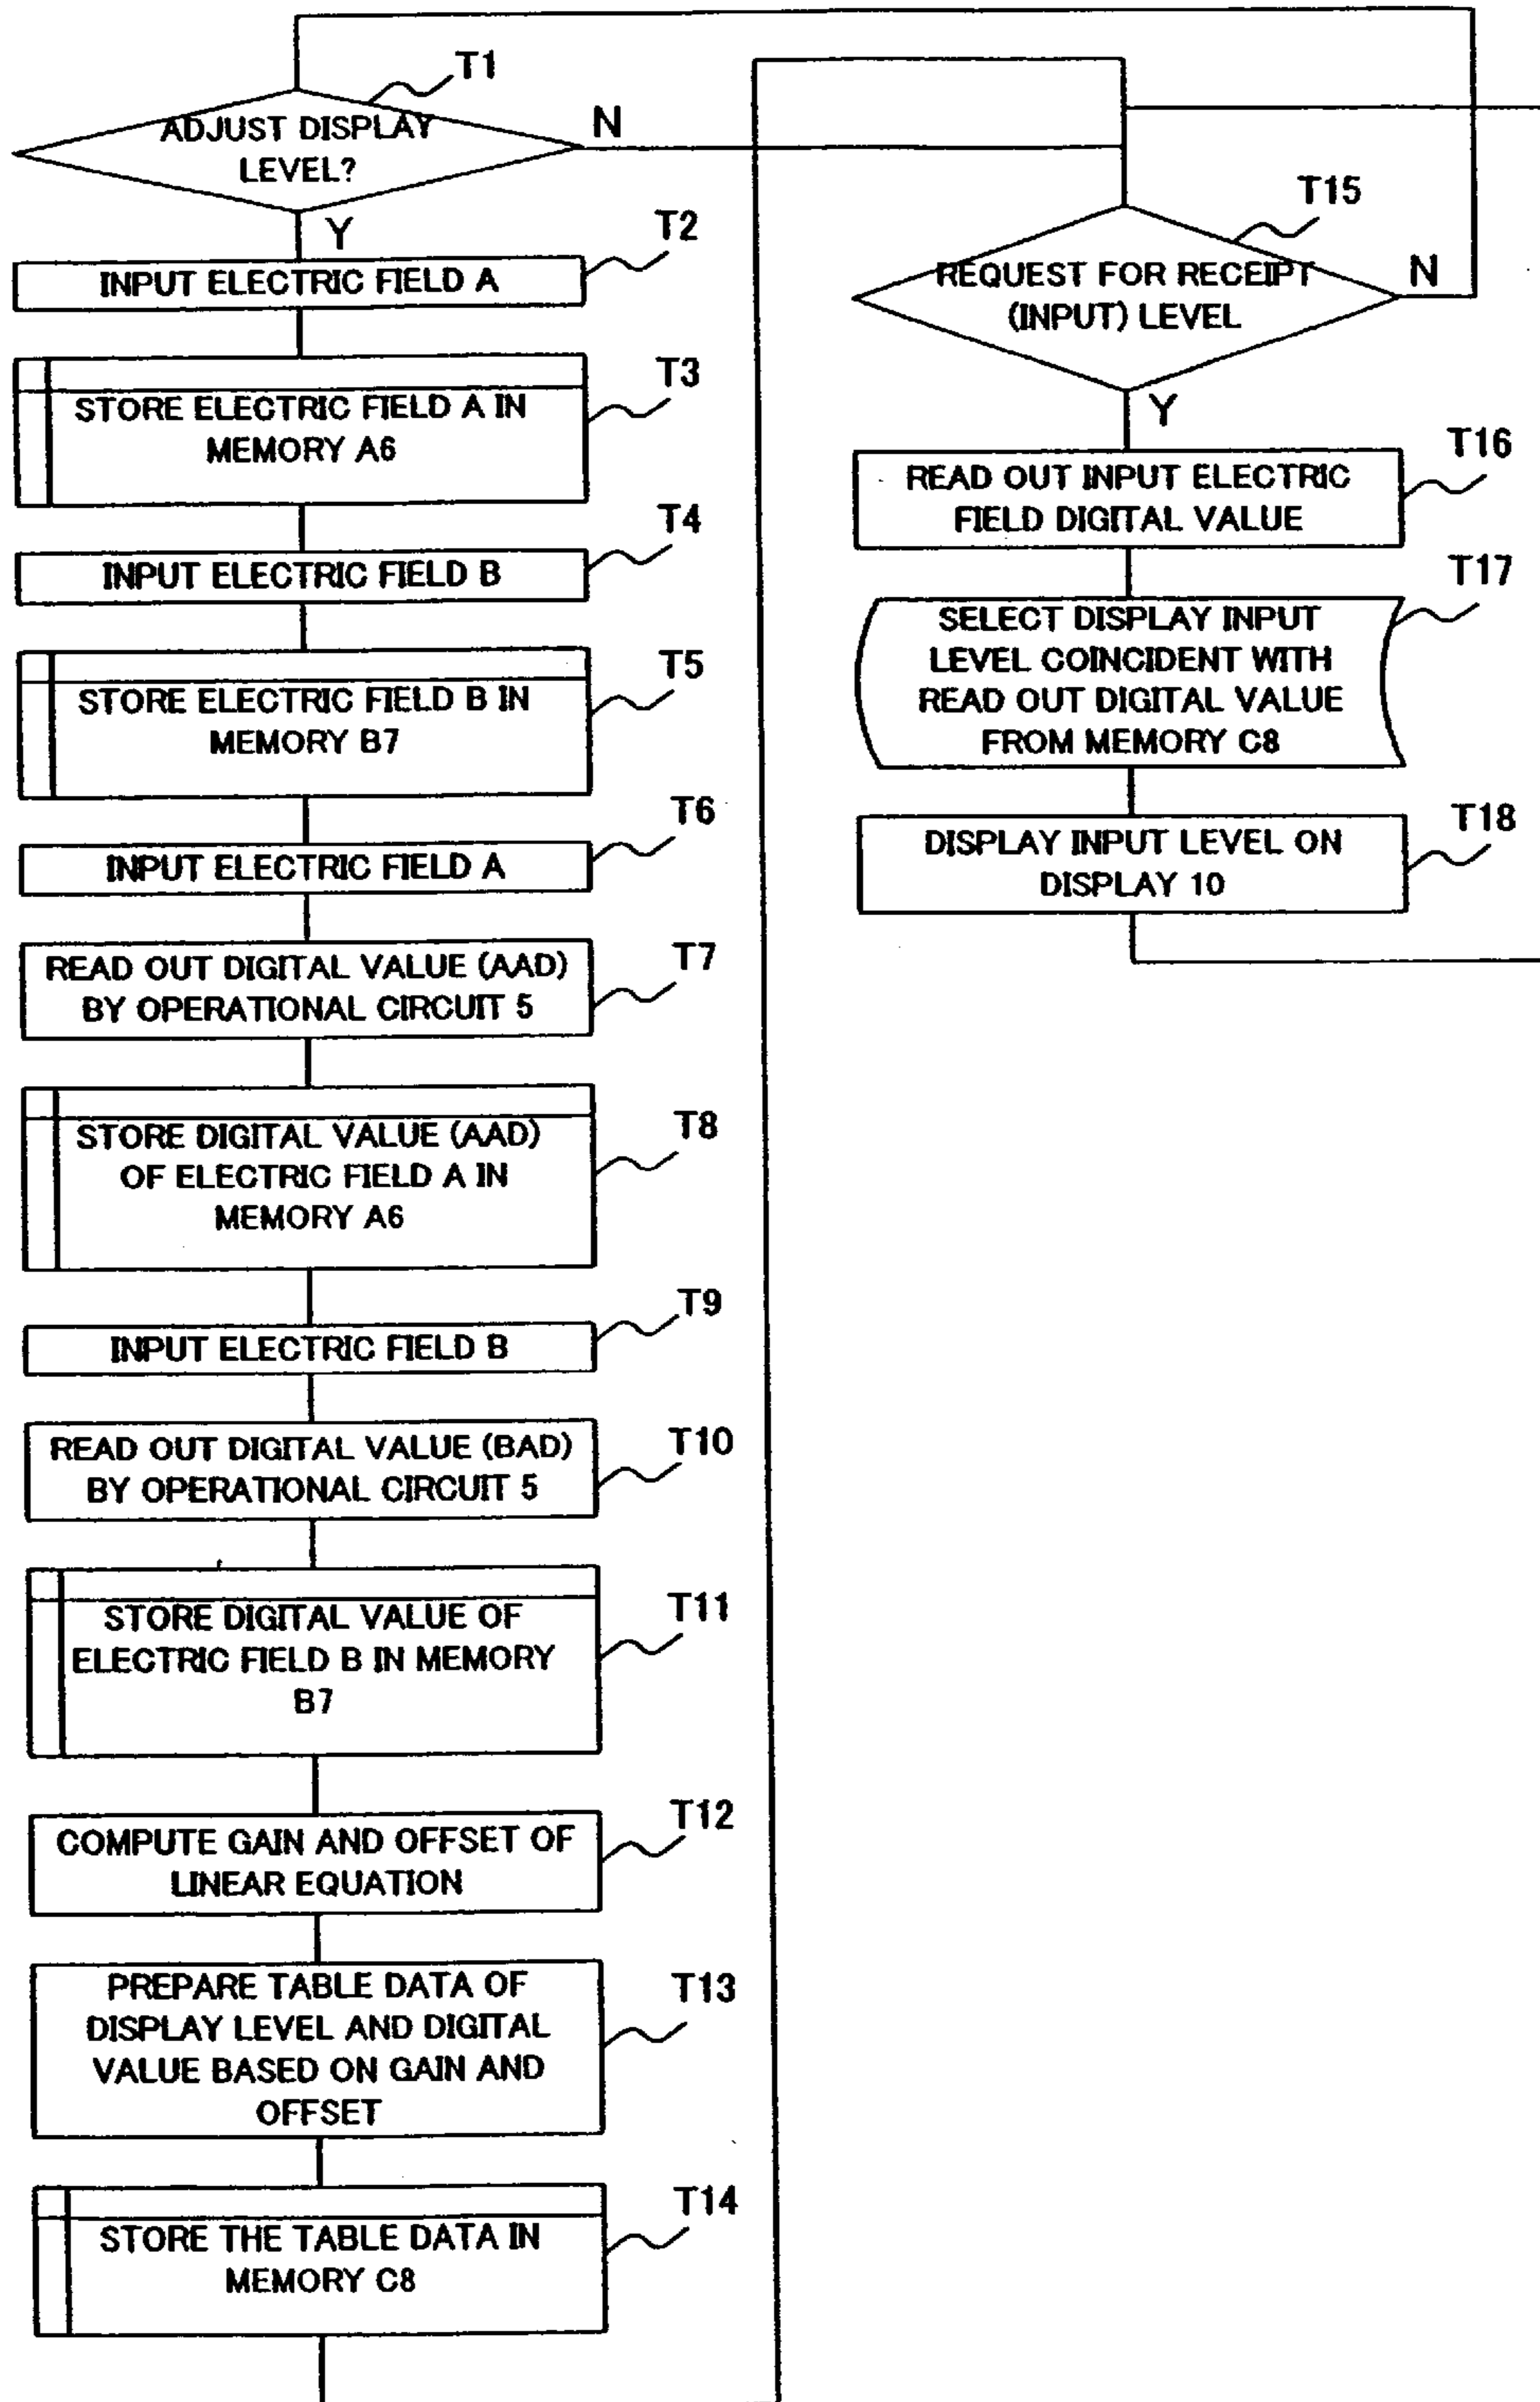 T1
ADJUST DISPLAY
LEVEL?
N
Y
T2
INPUT ELECTRIC FIELD A
T3
STORE ELECTRIC FIELD A IN
MEMORY A6
T4
INPUT ELECTRIC FIELD B
T5
STORE ELECTRIC FIELD B IN
MEMORY B7
T6
INPUT ELECTRIC FIELD A
T7
READ OUT DIGITAL VALUE (AAD)
BY OPERATIONAL CIRCUIT 5
T8
STORE DIGITAL VALUE (AAD)
OF ELECTRIC FIELD A IN
MEMORY A6
T9
INPUT ELECTRIC FIELD B
T10
READ OUT DIGITAL VALUE (BAD)
BY OPERATIONAL CIRCUIT 5
T11
STORE DIGITAL VALUE OF
ELECTRIC FIELD B IN MEMORY
B7
T12
COMPUTE GAIN AND OFFSET OF
LINEAR EQUATION
T13
PREPARE TABLE DATA OF
DISPLAY LEVEL AND DIGITAL
VALUE BASED ON GAIN AND
OFFSET
T14
STORE THE TABLE DATA IN
MEMORY C8
T15
REQUEST FOR RECEIPT
(INPUT) LEVEL
N
Y
T16
READ OUT INPUT ELECTRIC
FIELD DIGITAL VALUE
T17
SELECT DISPLAY INPUT
LEVEL COINCIDENT WITH
READ OUT DIGITAL VALUE
FROM MEMORY C8
T18
DISPLAY INPUT LEVEL ON
DISPLAY 10